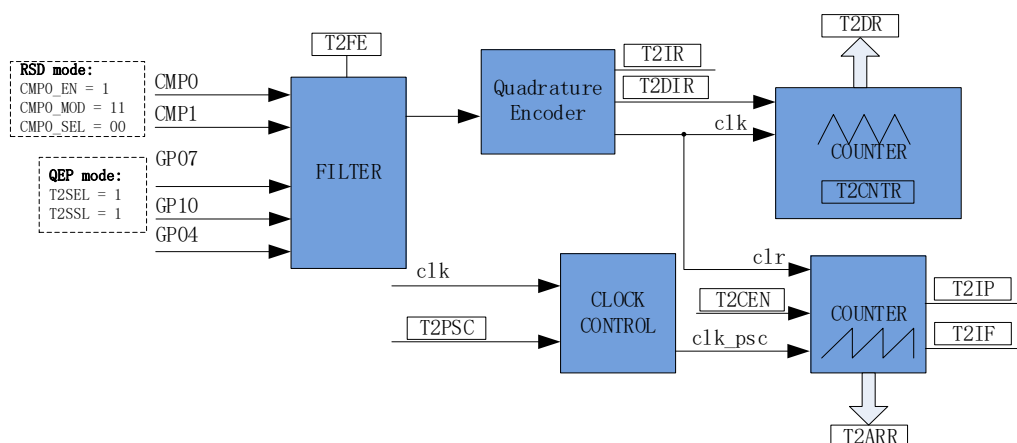 RSD mode:
CMP0_EN = 1
CMP0_MOD = 11
CMP0_SEL = 00
QEP mode:
T2SEL = 1
T2SSL = 1
CMP0
CMP1
GP07
GP10
GP04
T2FE
FILTER
Quadrature
Encoder
T2IR
T2DIR
clk
T2DR
COUNTER
T2CNTR
clk
T2PSC
CLOCK
CONTROL
clr
T2CEN
clk_psc
COUNTER
T2IP
T2IF
T2ARR